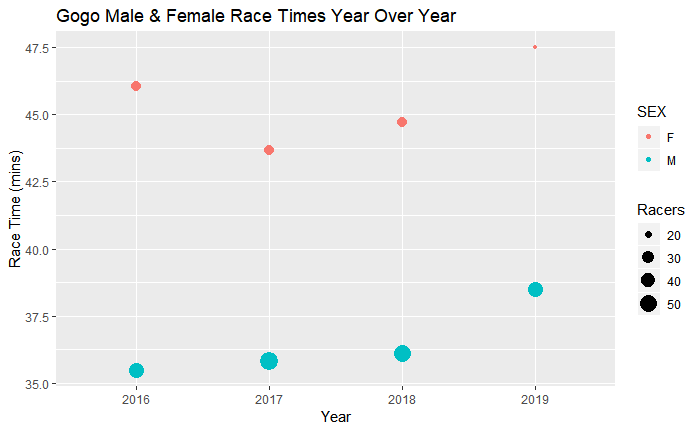 Gogo Male & Female Race Times Year Over Year
47.5
45.0
42.5
40.0
37.5
35.0
Race Time (mins)
2016 2017 2018 2019
Year
SEX
F
M
Racers
20
30
40
50